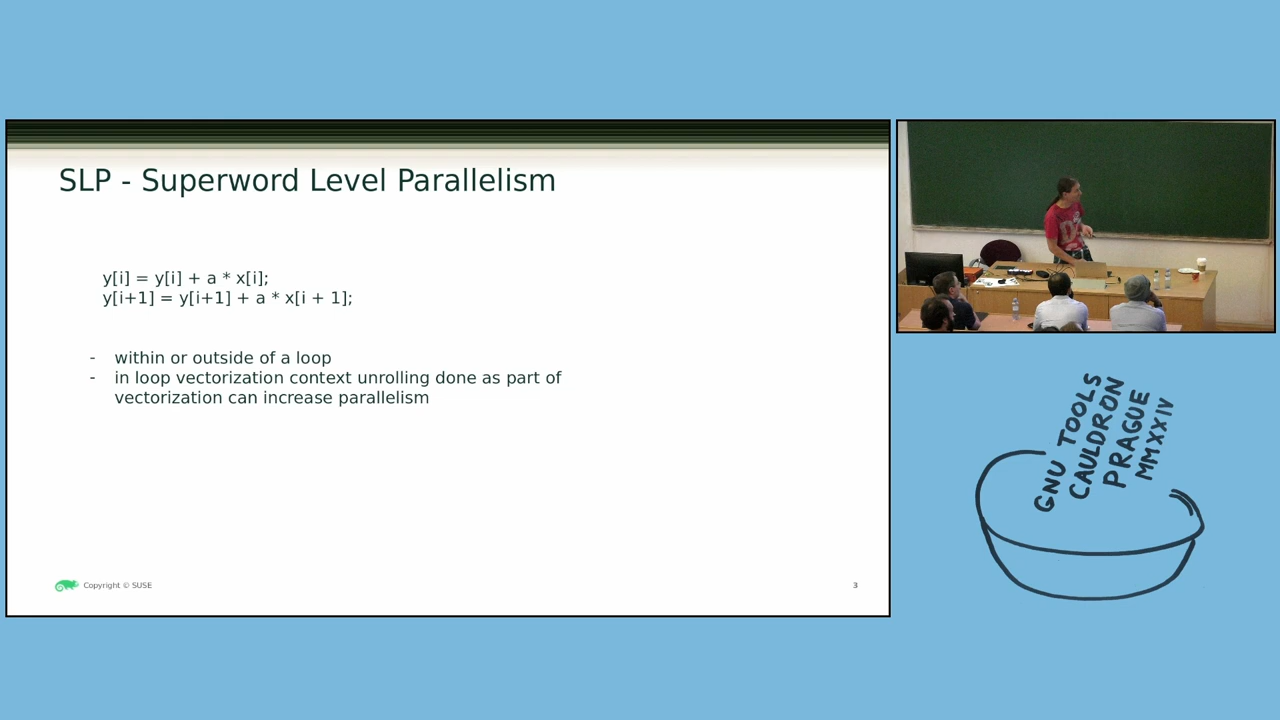 SLP - Superword Level Parallelism
y[i] = y[i] + a * x[i];
y[i+1] = y[i+1] + a * x[i + 1];
- within or outside of a loop
- in loop vectorization context unrolling done as part of
vectorization can increase parallelism
Copyright © SUSE
3
GNU TOOLS
CAULDRON
PRAGUE
MMXXIV